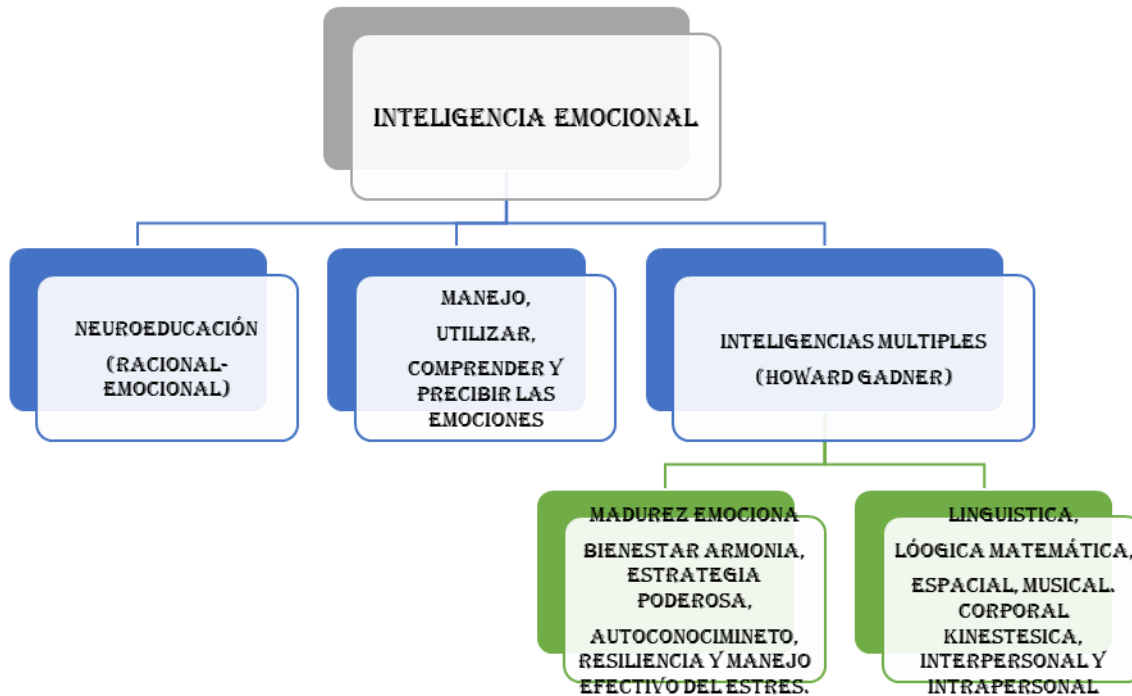 INTELIGENCIA EMOCIONAL
NEUROEDUCACIÓN
(RACIONAL-
EMOCIONAL)
MANEJO,
UTILIZAR,
COMPRENDER Y
PRECIBIR LAS
EMOCIONES
INTELIGENCIAS MULTIPLES
(HOWARD GADNER)
MADUREZ EMOCIONA
BIENESTAR ARMONIA,
ESTRATEGIA
PODEROSA,
AUTOCONOCIMINETO,
RESILIENCIA Y MANEJO
EFECTIVO DEL ESTRES.
LINGUISTICA,
LÓOGICA MATEMÁTICA,
ESPACIAL, MUSICAL.
CORPORAL
KINESTESICA,
INTERPERSONAL Y
INTRAPERSONAL